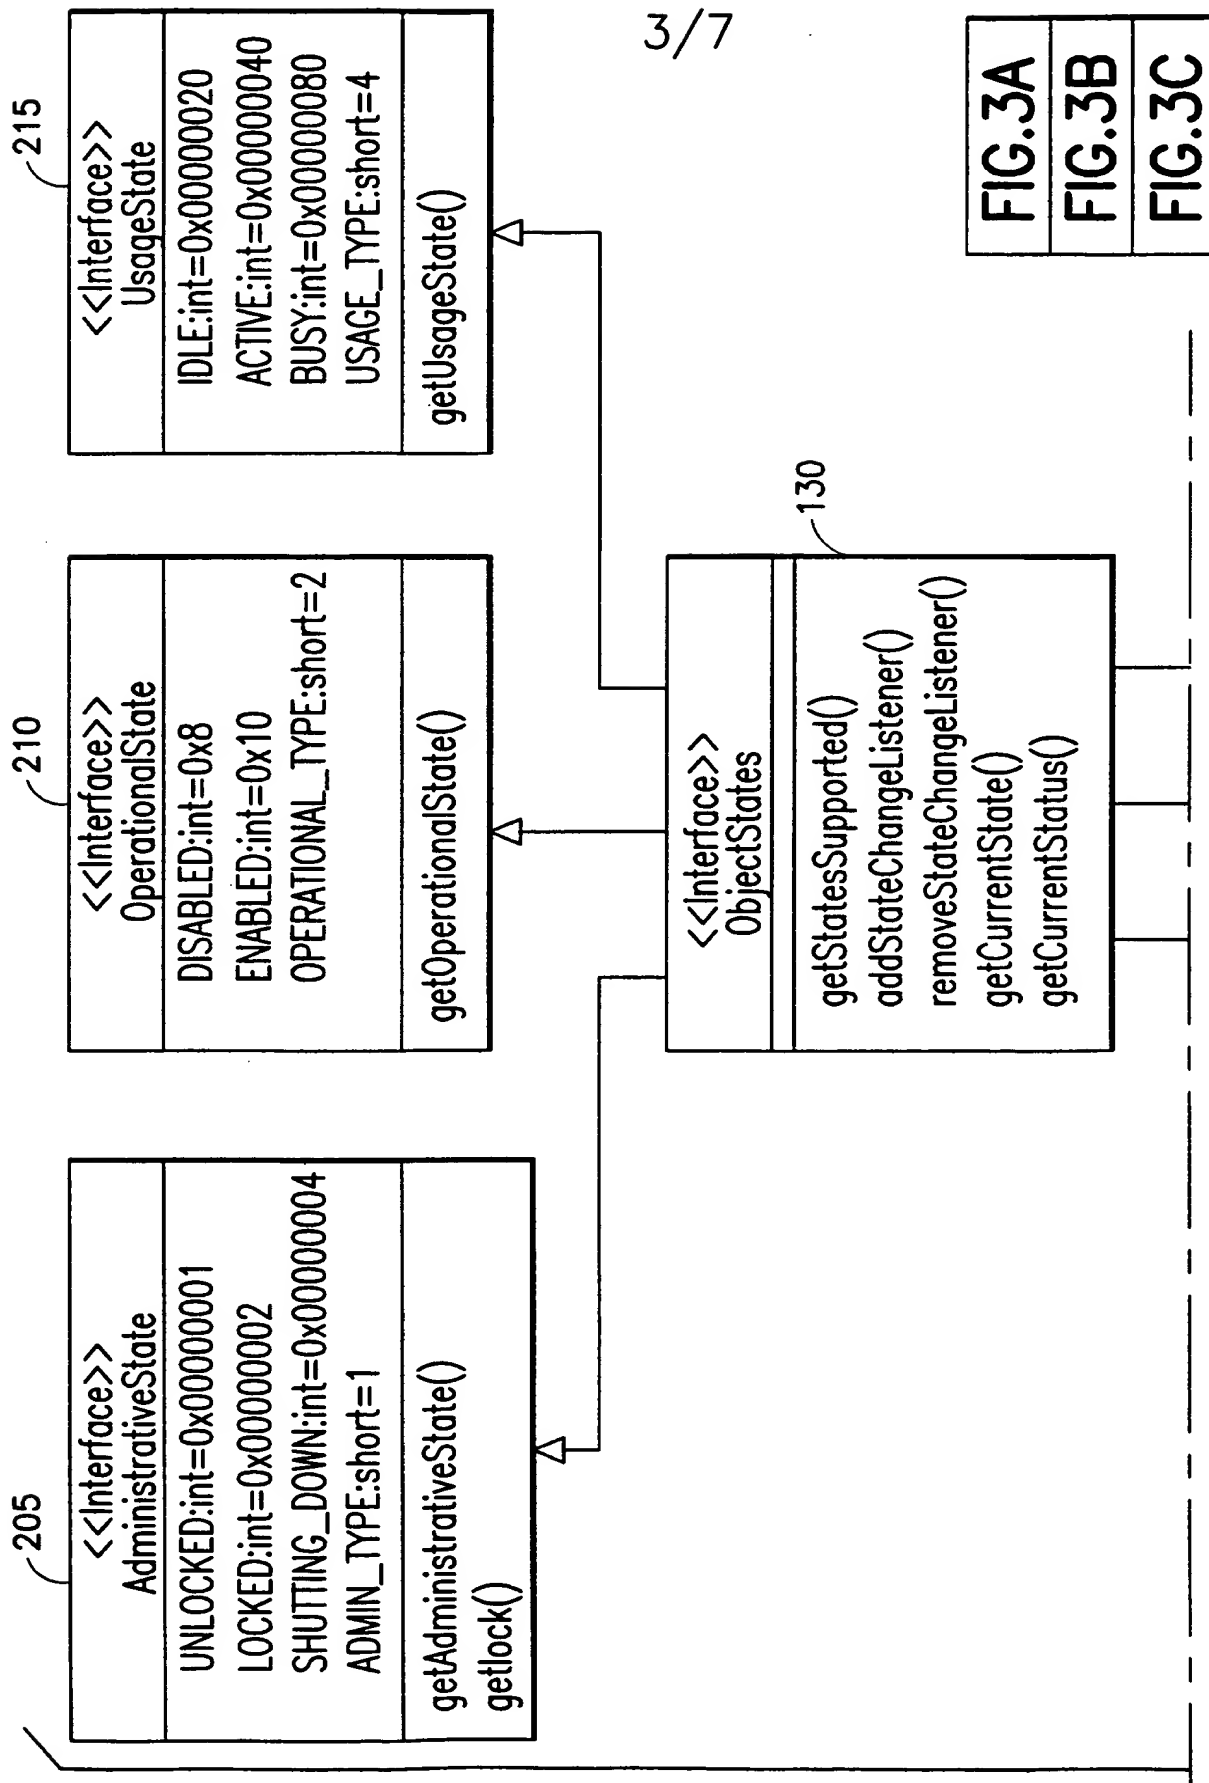 3/7
205
<<Interface>>
AdministrativeState
UNLOCKED:int=0x00000001
LOCKED:int=0x00000002
SHUTTING_DOWN:int=0x00000004
ADMIN_TYPE:short=1
getAdministrativeState()
getlock()
210
<<Interface>>
OperationalState
DISABLED:int=0x8
ENABLED:int=0x10
OPERATIONAL_TYPE:short=2
getOperationalState()
215
<<Interface>>
UsageState
IDLE:int=0x00000020
ACTIVE:int=0x00000040
BUSY:int=0x00000080
USAGE_TYPE:short=4
getUsageState()
130
<<Interface>>
ObjectStates
getStatesSupported()
addStateChangeListener()
removeStateChangeListener()
getCurrentState()
getCurrentStatus()
FIG.3A
FIG.3B
FIG.3C